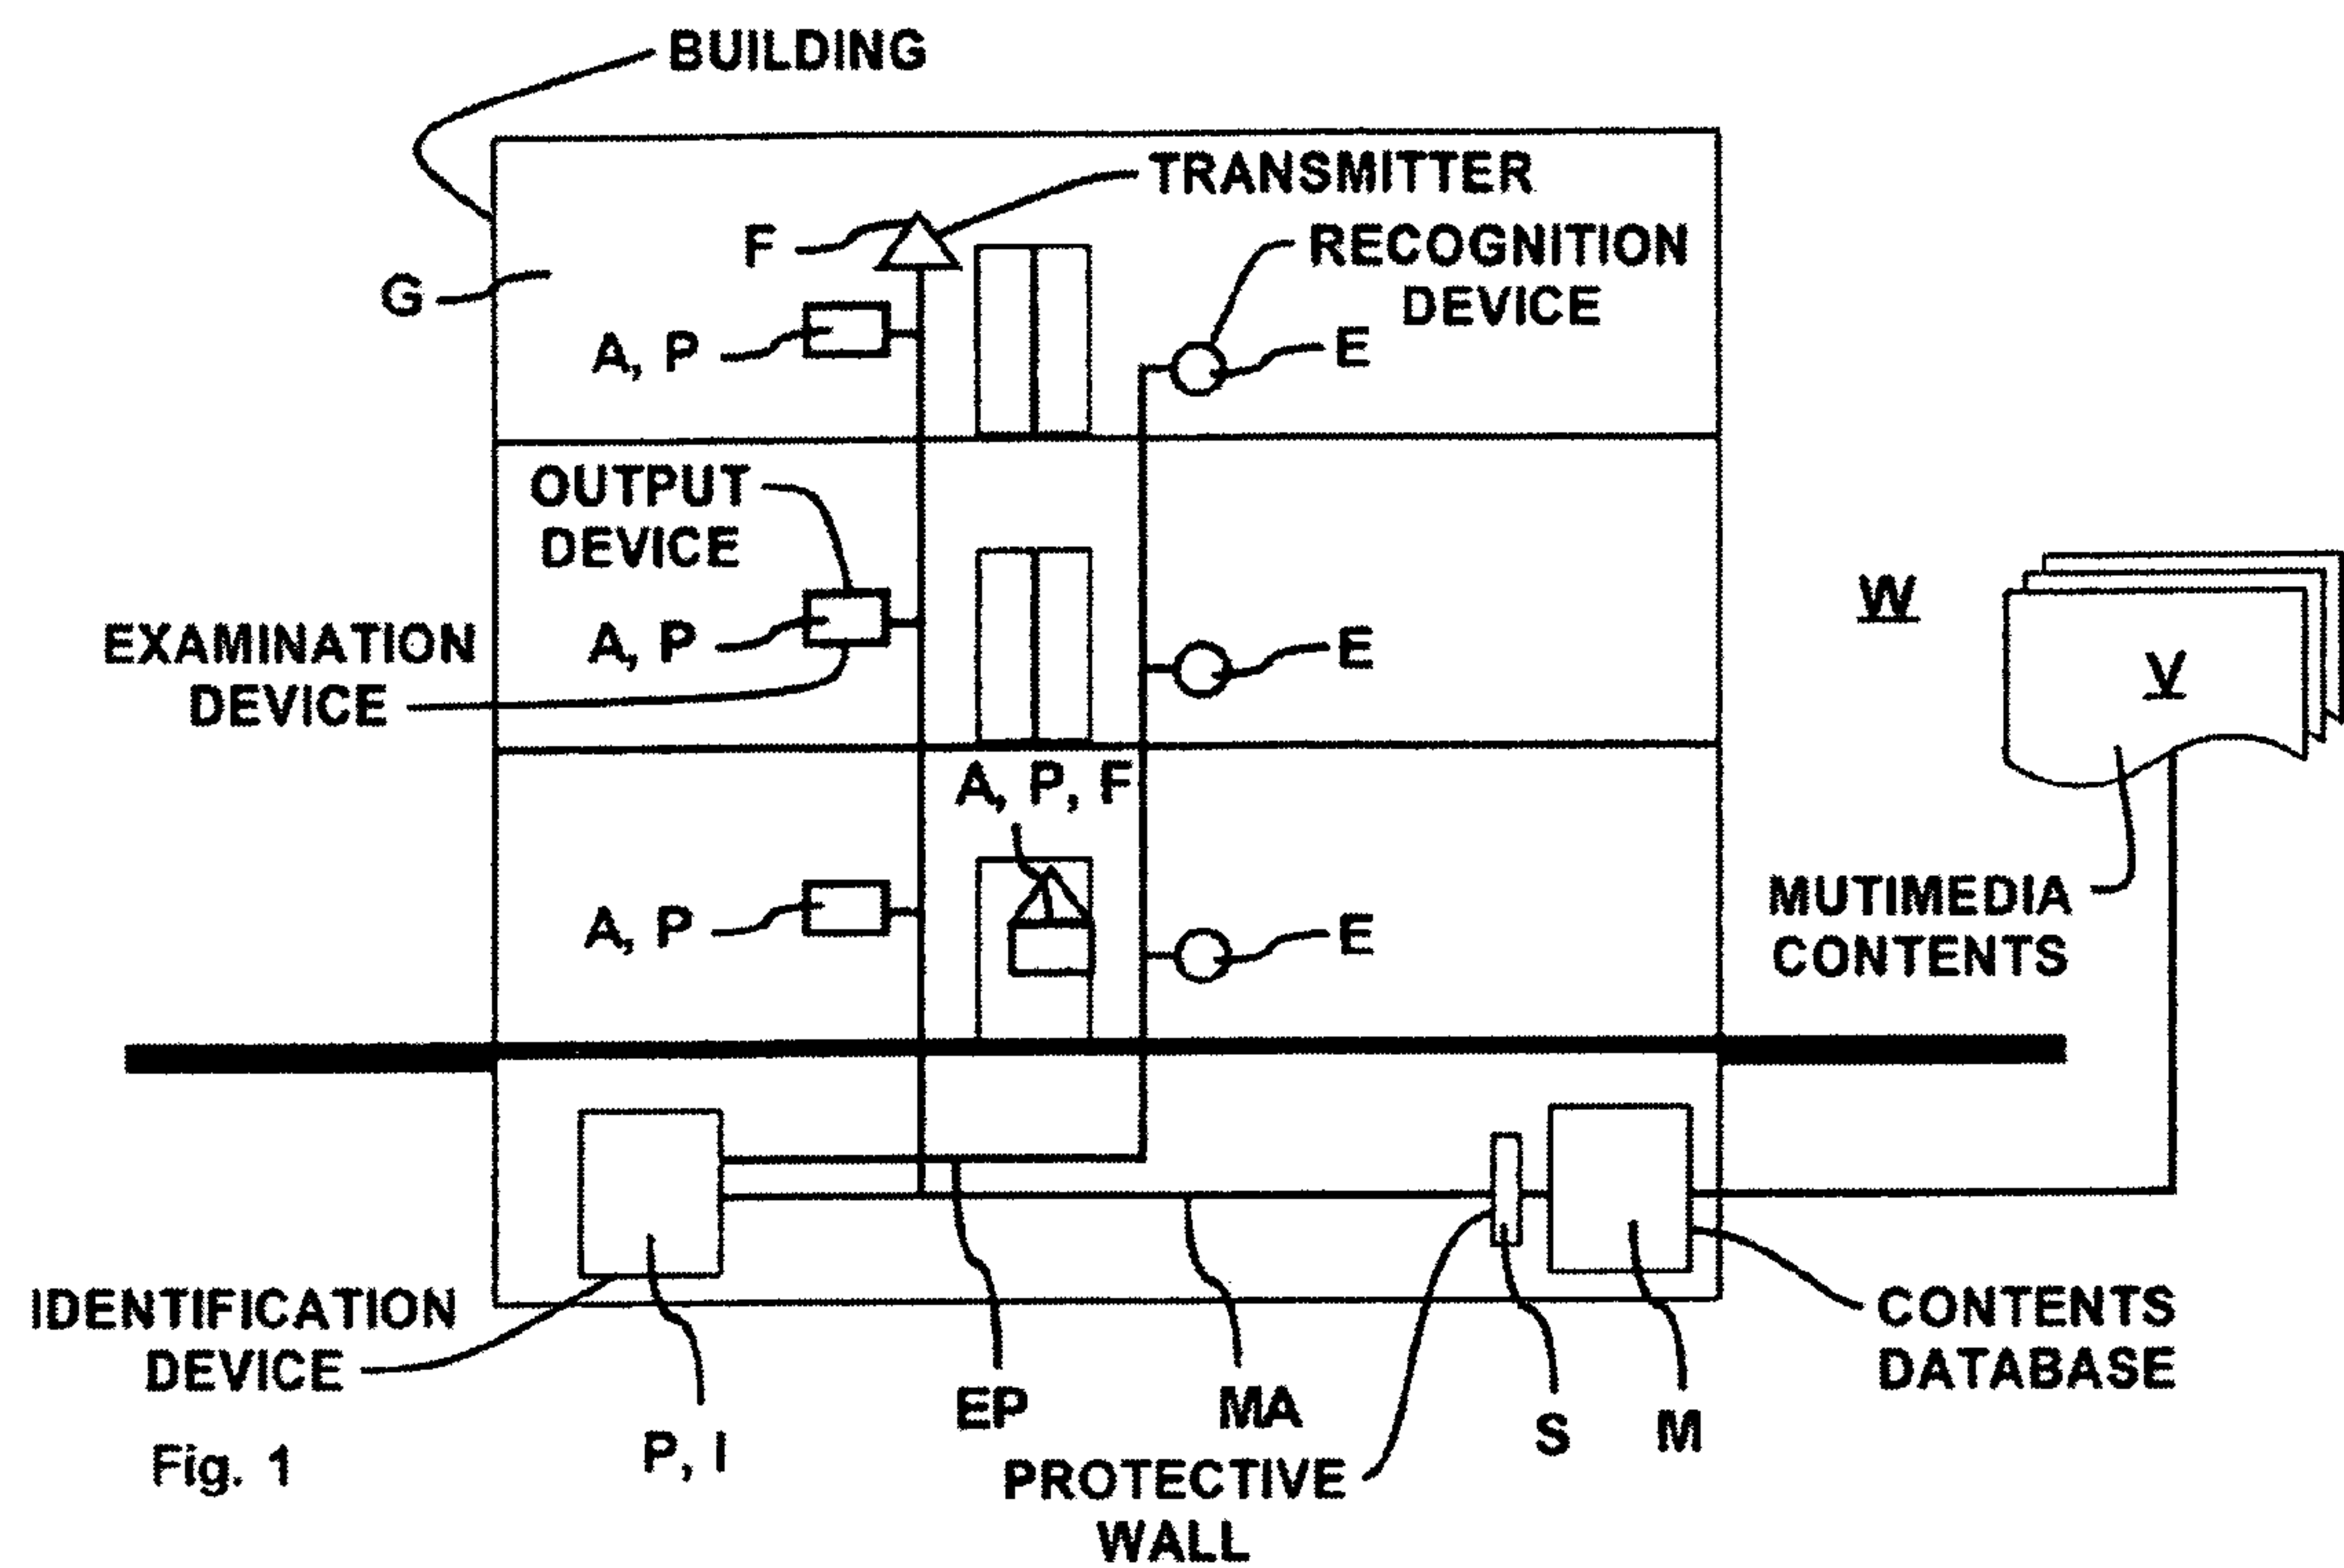 BUILDING
TRANSMITTER
F
RECOGNITION
DEVICE
G
A, P
E
OUTPUT
DEVICE
W
A, P
E
EXAMINATION
DEVICE
V
A, P, F
MUTIMEDIA
CONTENTS
A, P
E
IDENTIFICATION
DEVICE
CONTENTS
DATABASE
EP
MA
S
M
P, I
Fig. 1
PROTECTIVE
WALL